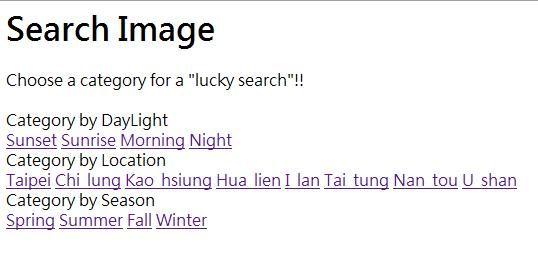 Search Image
Choose a category for a "lucky search"!!
Category by DayLight
Sunset Sunrise Morning Night
Category by Location
Taipei Chi_lung Kao_hsiung Hua_lien I_lan Tai_tung Nan_tou U_shan
Category by Season
Spring Summer Fall Winter